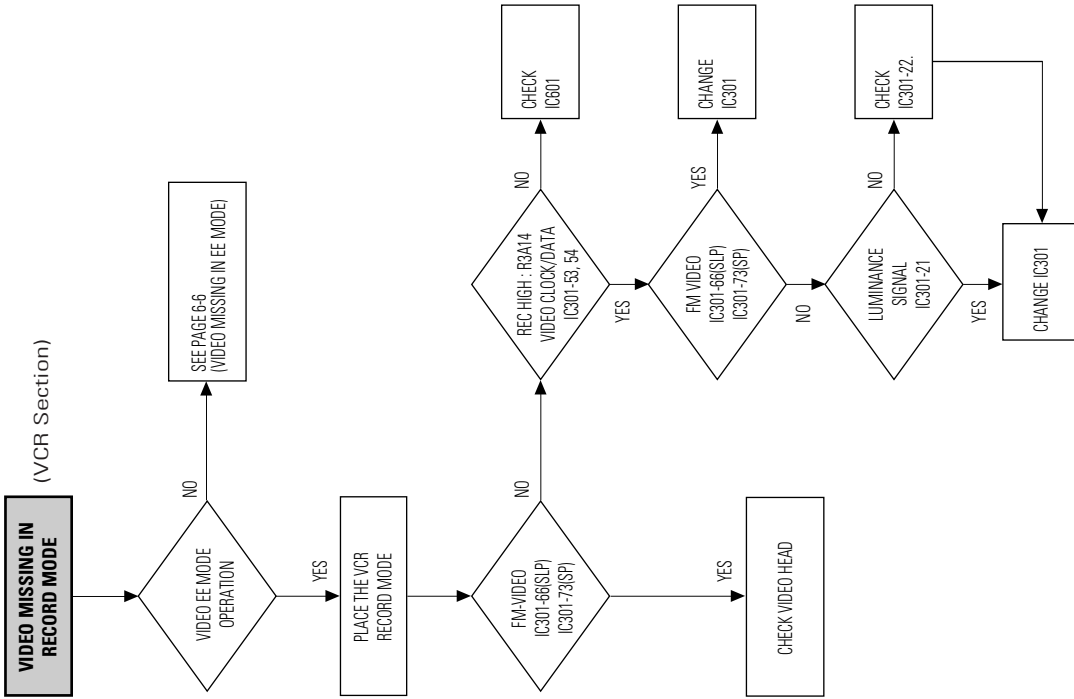 VIDEO MISSING IN
RECORD MODE
(VCR Section)
VIDEO EE MODE
OPERATION
NO
SEE PAGE 6-6
(VIDEO MISSING IN EE MODE)
YES
PLACE THE VCR
RECORD MODE
FM-VIDEO
IC301-66(SLP)
IC301-73(SP)
YES
CHECK VIDEO HEAD
NO
REC HIGH : R3A14
VIDEO CLOCK/DATA
IC301-53, 54
NO
CHECK
IC601
YES
FM VIDEO
IC301-66(SLP)
IC301-73(SP)
YES
CHANGE
IC301
NO
LUMINANCE
SIGNAL
IC301-21
NO
CHECK
IC301-22.
YES
CHANGE IC301